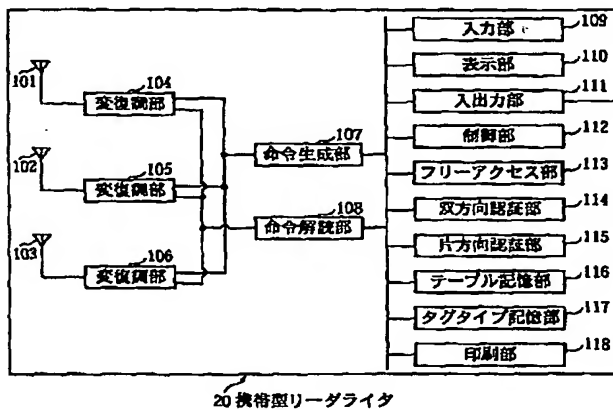 101
変復調部
104
102
変復調部
105
103
変復調部
106
命令生成部
107
命令解読部
108
入力部
109
表示部
110
入出力部
111
制御部
112
フリーアクセス部
113
双方向認証部
114
片方向認証部
115
テーブル記憶部
116
タグタイプ記憶部
117
印刷部
118
20 携帯型リーダライタ